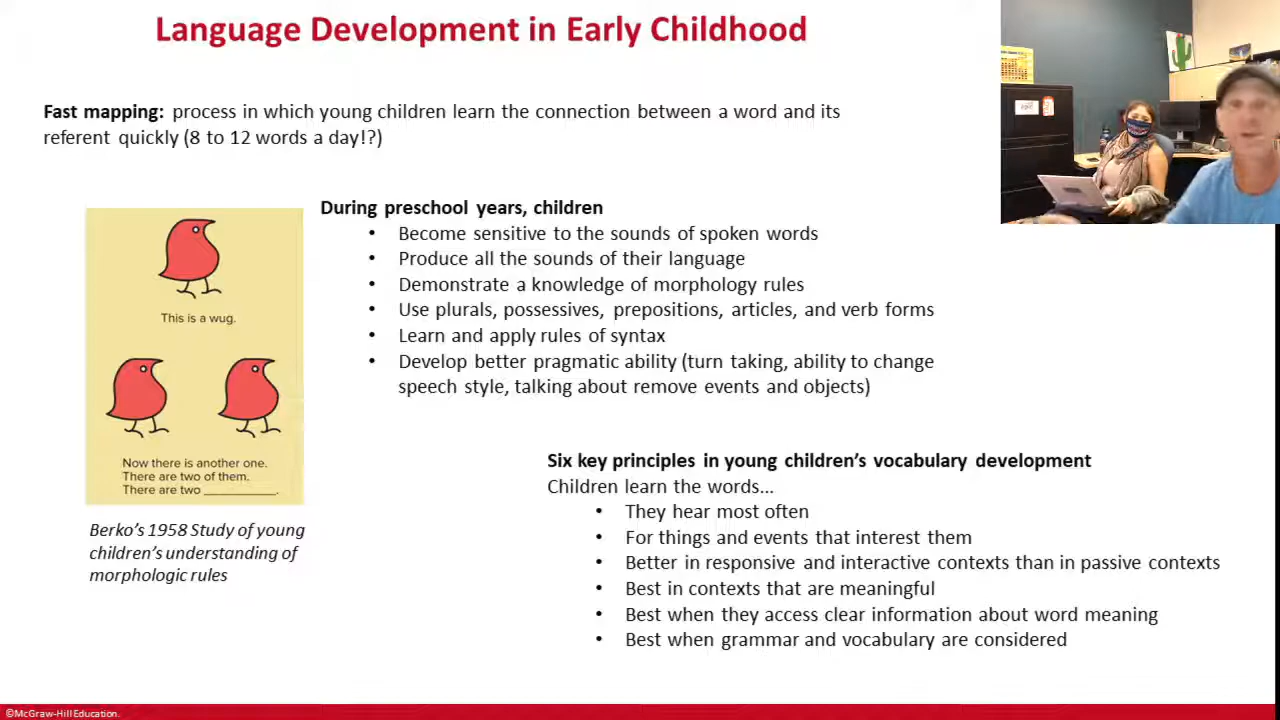 Language Development in Early Childhood
Fast mapping: process in which young children learn the connection between a word and its
referent quickly (8 to 12 words a day!?)
During preschool years, children
• Become sensitive to the sounds of spoken words
• Produce all the sounds of their language
• Demonstrate a knowledge of morphology rules
• Use plurals, possessives, prepositions, articles, and verb forms
• Learn and apply rules of syntax
• Develop better pragmatic ability (turn taking, ability to change
speech style, talking about remove events and objects)
This is a wug.
Now there is another one.
There are two of them.
There are two ____________.
Berko's 1958 Study of young
children's understanding of
morphologic rules
Six key principles in young children's vocabulary development
Children learn the words...
• They hear most often
• For things and events that interest them
• Better in responsive and interactive contexts than in passive contexts
• Best in contexts that are meaningful
• Best when they access clear information about word meaning
• Best when grammar and vocabulary are considered
©McGraw-Hill Education.